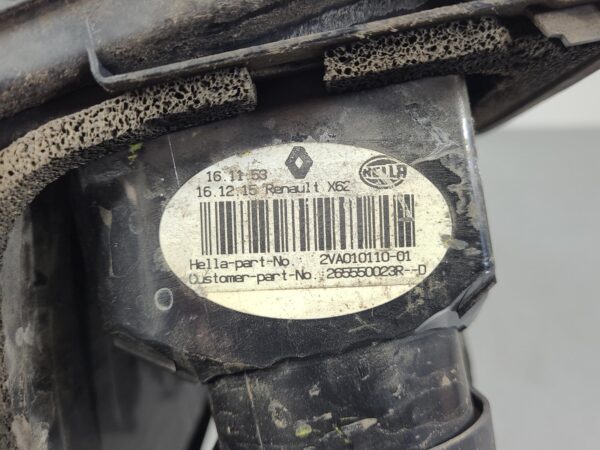 16.11.53
16.12.15 Renault X62
HELLA
Hella-part-No.: 2VA010110-01
Customer-part-No.: 265550023R--D